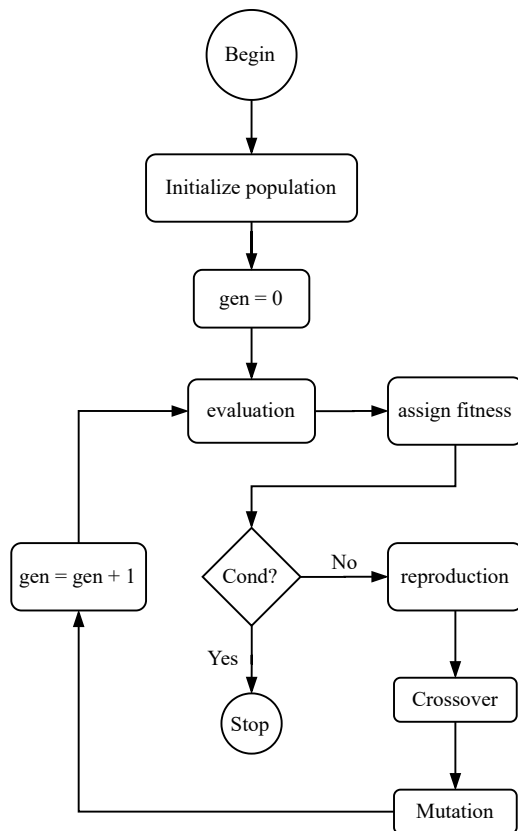 Begin
Initialize population
gen = 0
evaluation
assign fitness
gen = gen + 1
Cond?
No
reproduction
Yes
Stop
Crossover
Mutation